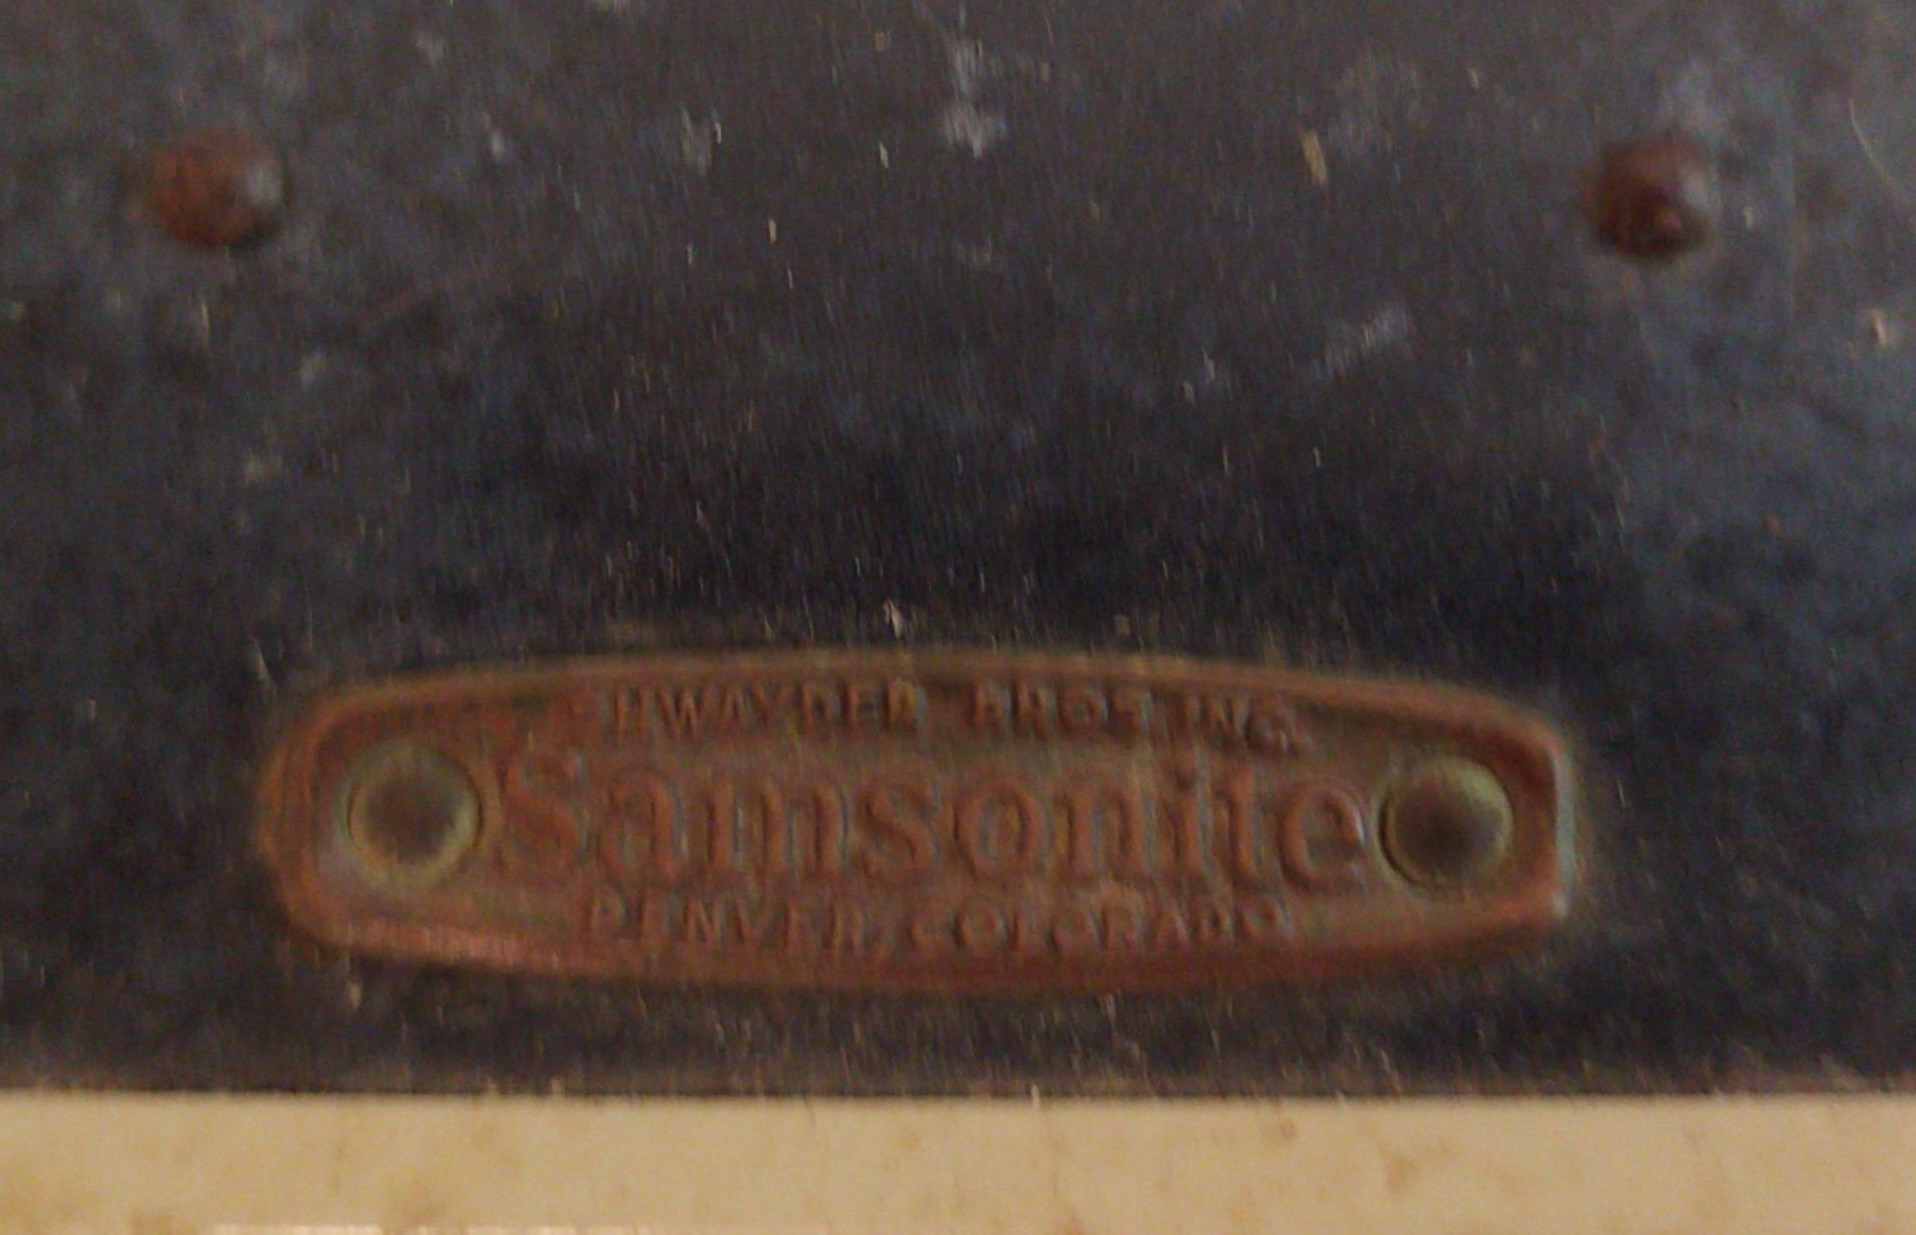 SHWAYDER BROS. INC.
Samsonite
DENVER, COLORADO